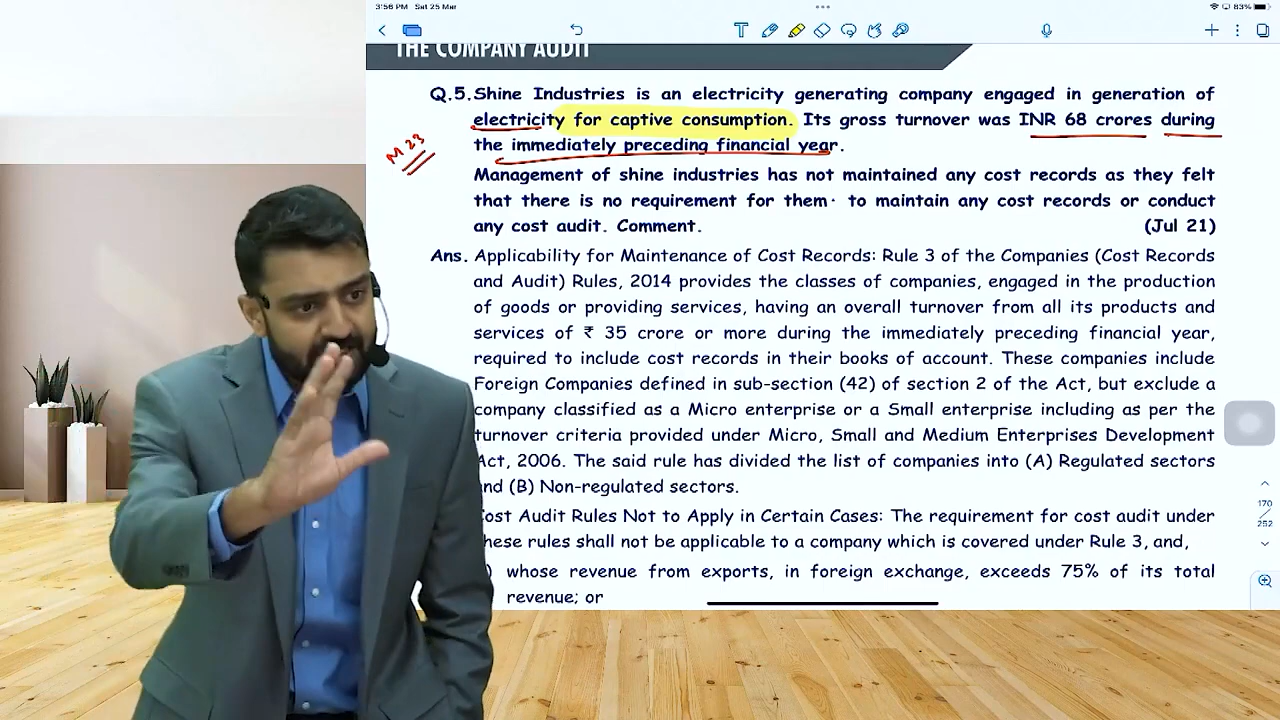 3:56 PM Sat 25 Mar
83%
THE COMPANY AUDIT
Q.5. Shine Industries is an electricity generating company engaged in generation of
electricity for captive consumption. Its gross turnover was INR 68 crores during
the immediately preceding financial year.
M 23
Management of shine industries has not maintained any cost records as they felt
that there is no requirement for them to maintain any cost records or conduct
any cost audit. Comment. (Jul 21)
Ans. Applicability for Maintenance of Cost Records: Rule 3 of the Companies (Cost Records
and Audit) Rules, 2014 provides the classes of companies, engaged in the production
of goods or providing services, having an overall turnover from all its products and
services of ₹ 35 crore or more during the immediately preceding financial year,
required to include cost records in their books of account. These companies include
Foreign Companies defined in sub-section (42) of section 2 of the Act, but exclude a
company classified as a Micro enterprise or a Small enterprise including as per the
turnover criteria provided under Micro, Small and Medium Enterprises Development
Act, 2006. The said rule has divided the list of companies into (A) Regulated sectors
and (B) Non-regulated sectors.
Cost Audit Rules Not to Apply in Certain Cases: The requirement for cost audit under
these rules shall not be applicable to a company which is covered under Rule 3, and,
) whose revenue from exports, in foreign exchange, exceeds 75% of its total
revenue; or
170
252